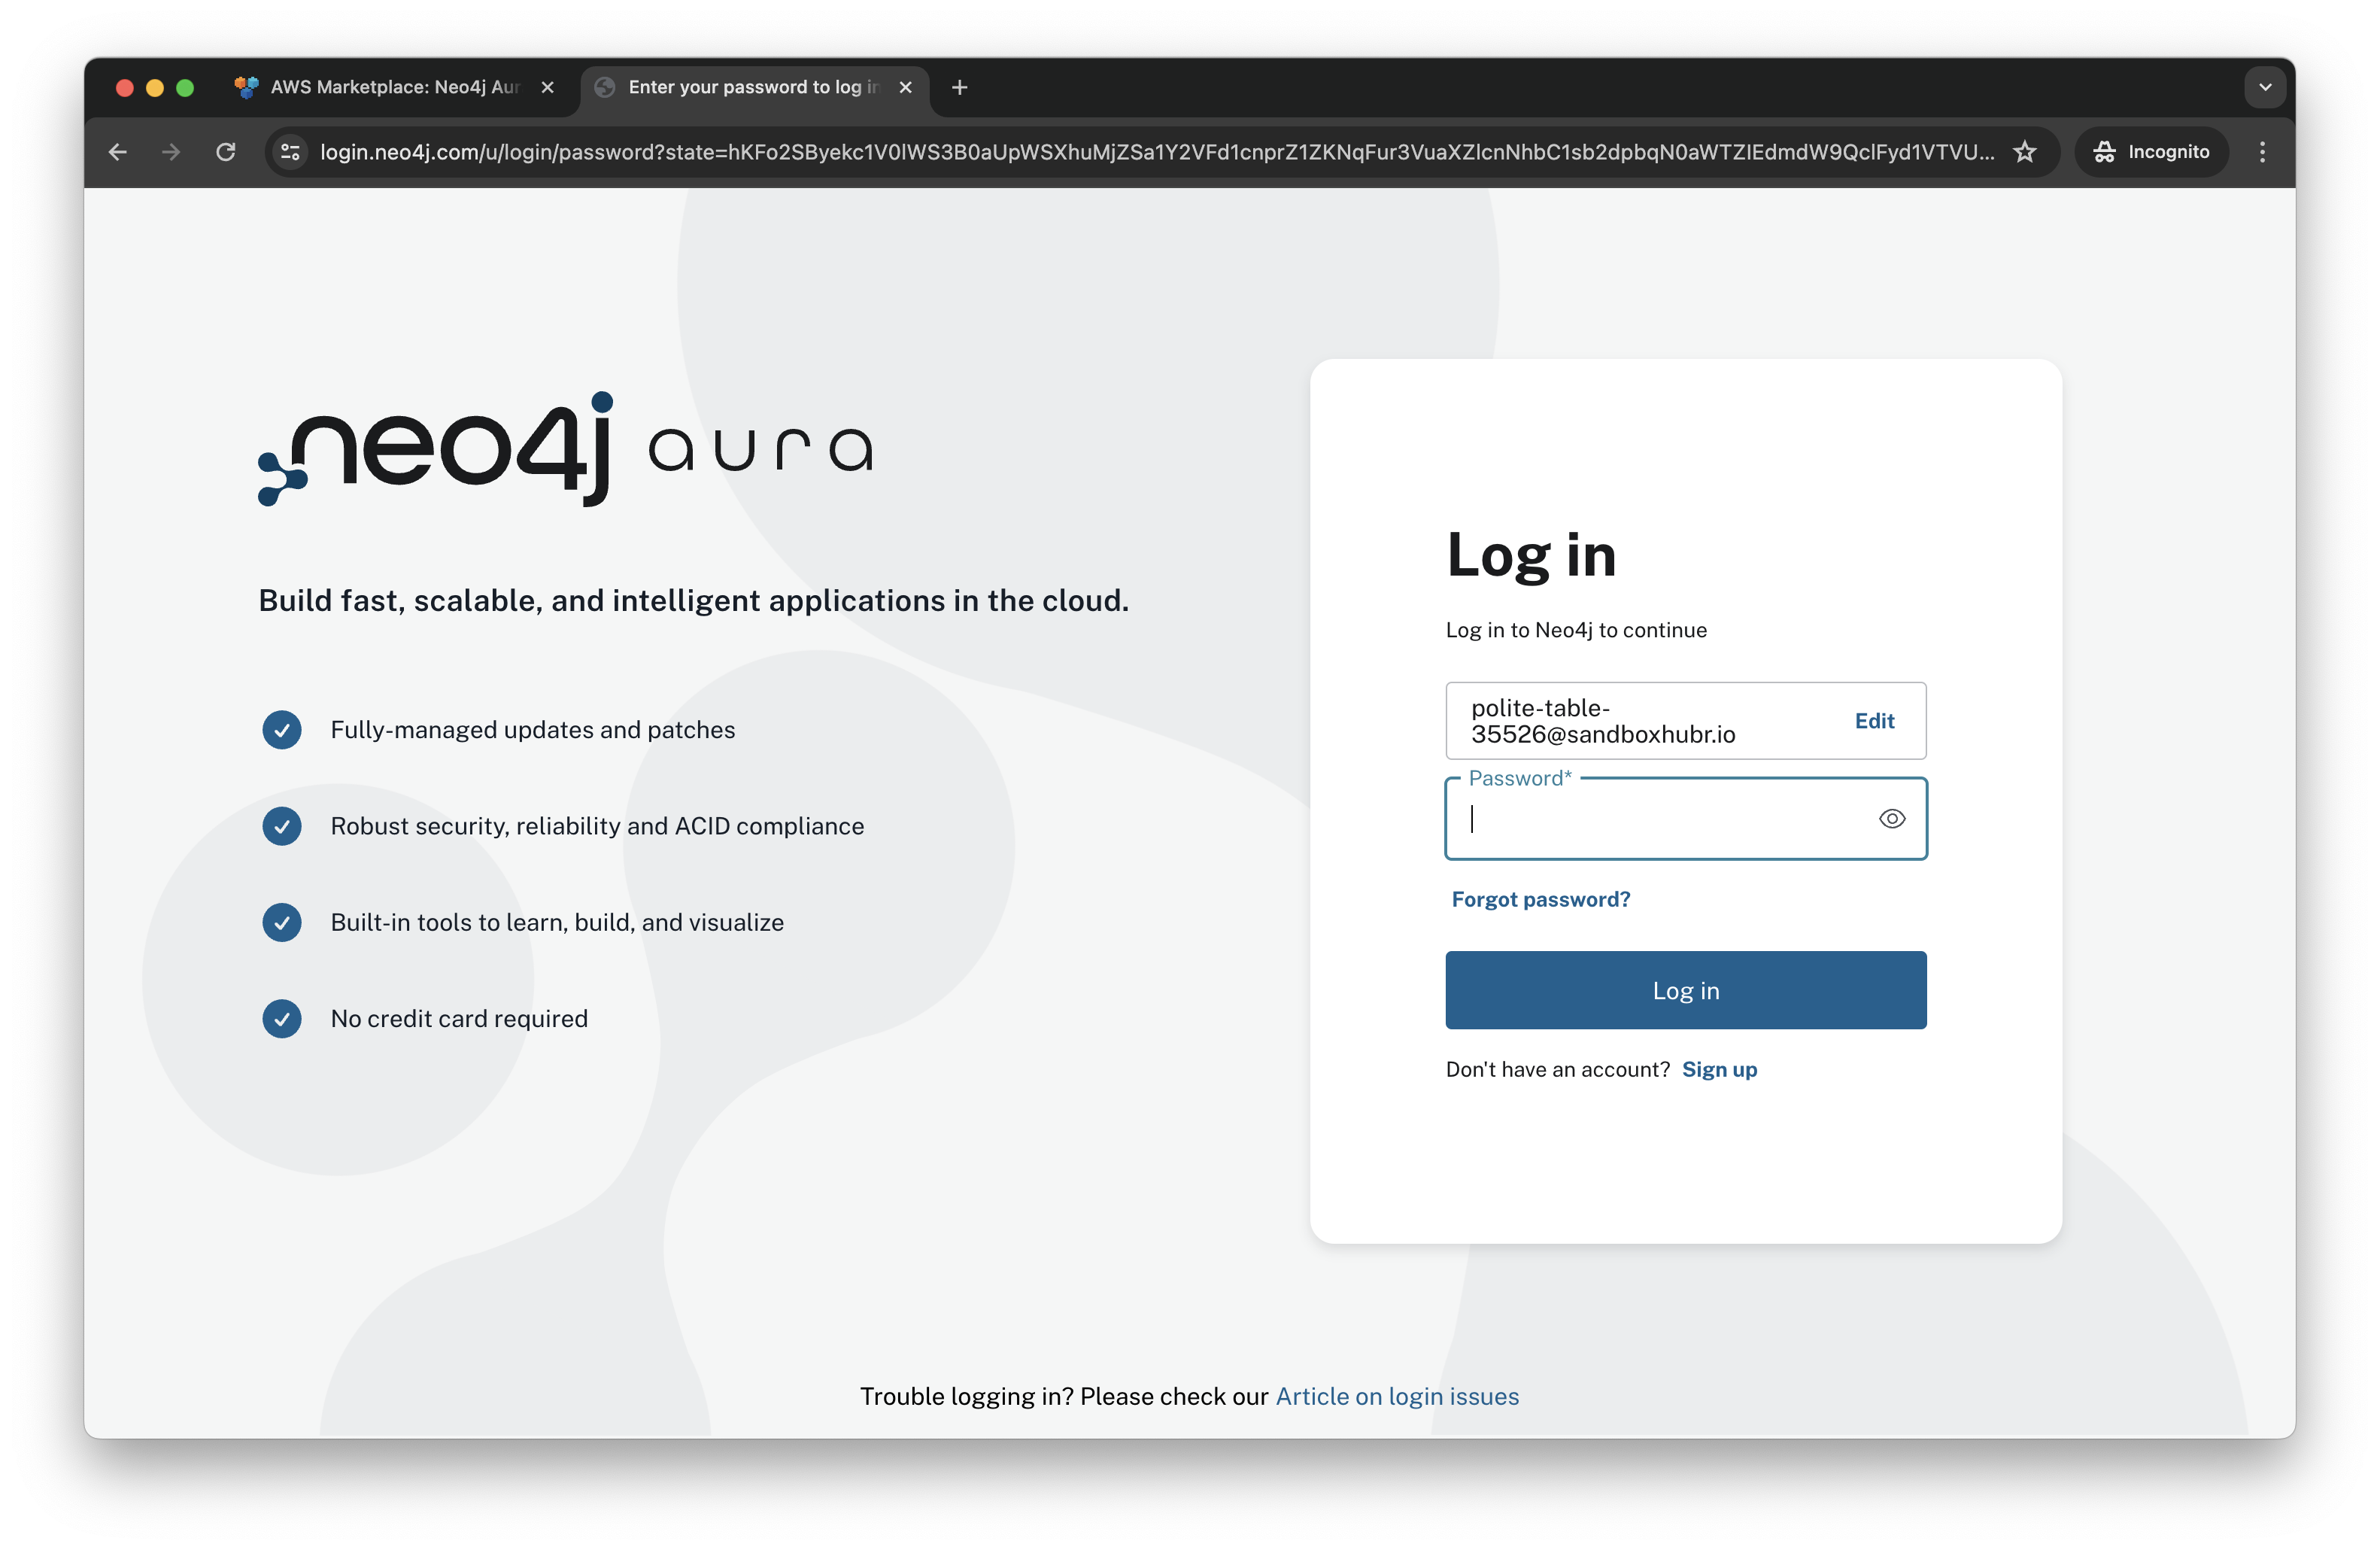 AWS Marketplace: Neo4j Aur
Enter your password to log in
login.neo4j.com/u/login/password?state=hKFo2SByekc1V0lWS3B0aUpWSXhuMjZSa1Y2VFd1cnprZ1ZKNqFur3VuaXZlcnNhbC1sb2dpbqN0aWTZIEdmdW9QclFyd1VTVU...
Incognito
neo4j aura
Build fast, scalable, and intelligent applications in the cloud.
Fully-managed updates and patches
Robust security, reliability and ACID compliance
Built-in tools to learn, build, and visualize
No credit card required
Log in
Log in to Neo4j to continue
polite-table-
35526@sandboxhubr.io
Edit
Password*
Forgot password?
Log in
Don't have an account? Sign up
Trouble logging in? Please check our Article on login issues